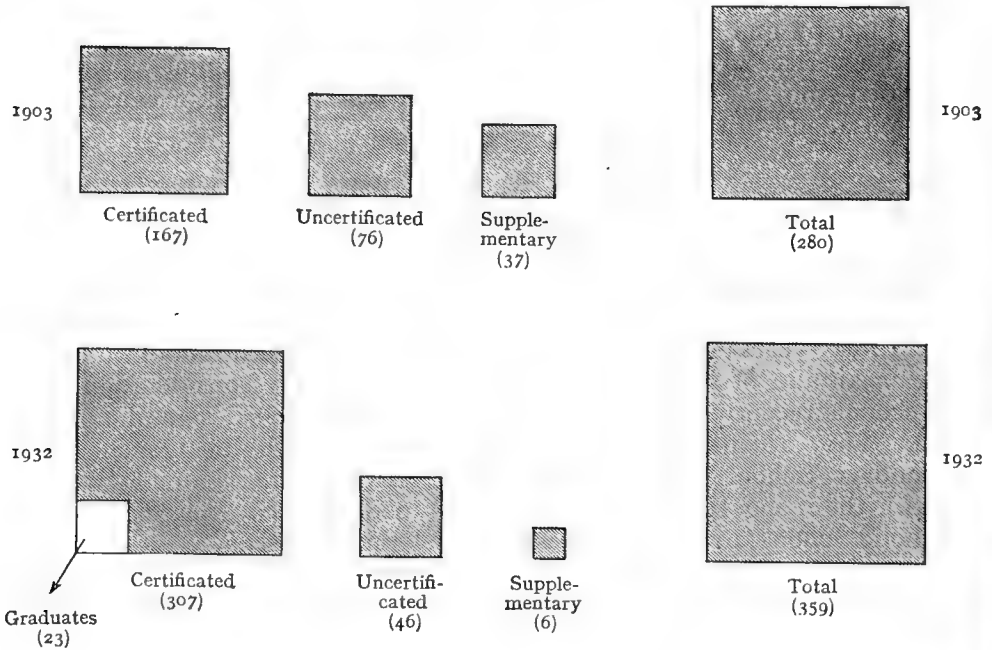 1903
Certificated
(167)
Uncertificated
(76)
Supple-
mentary
(37)
Total
(280)
1903
1932
Certificated
(307)
Graduates
(23)
Uncertifi-
cated
(46)
Supple-
mentary
(6)
Total
(359)
1932